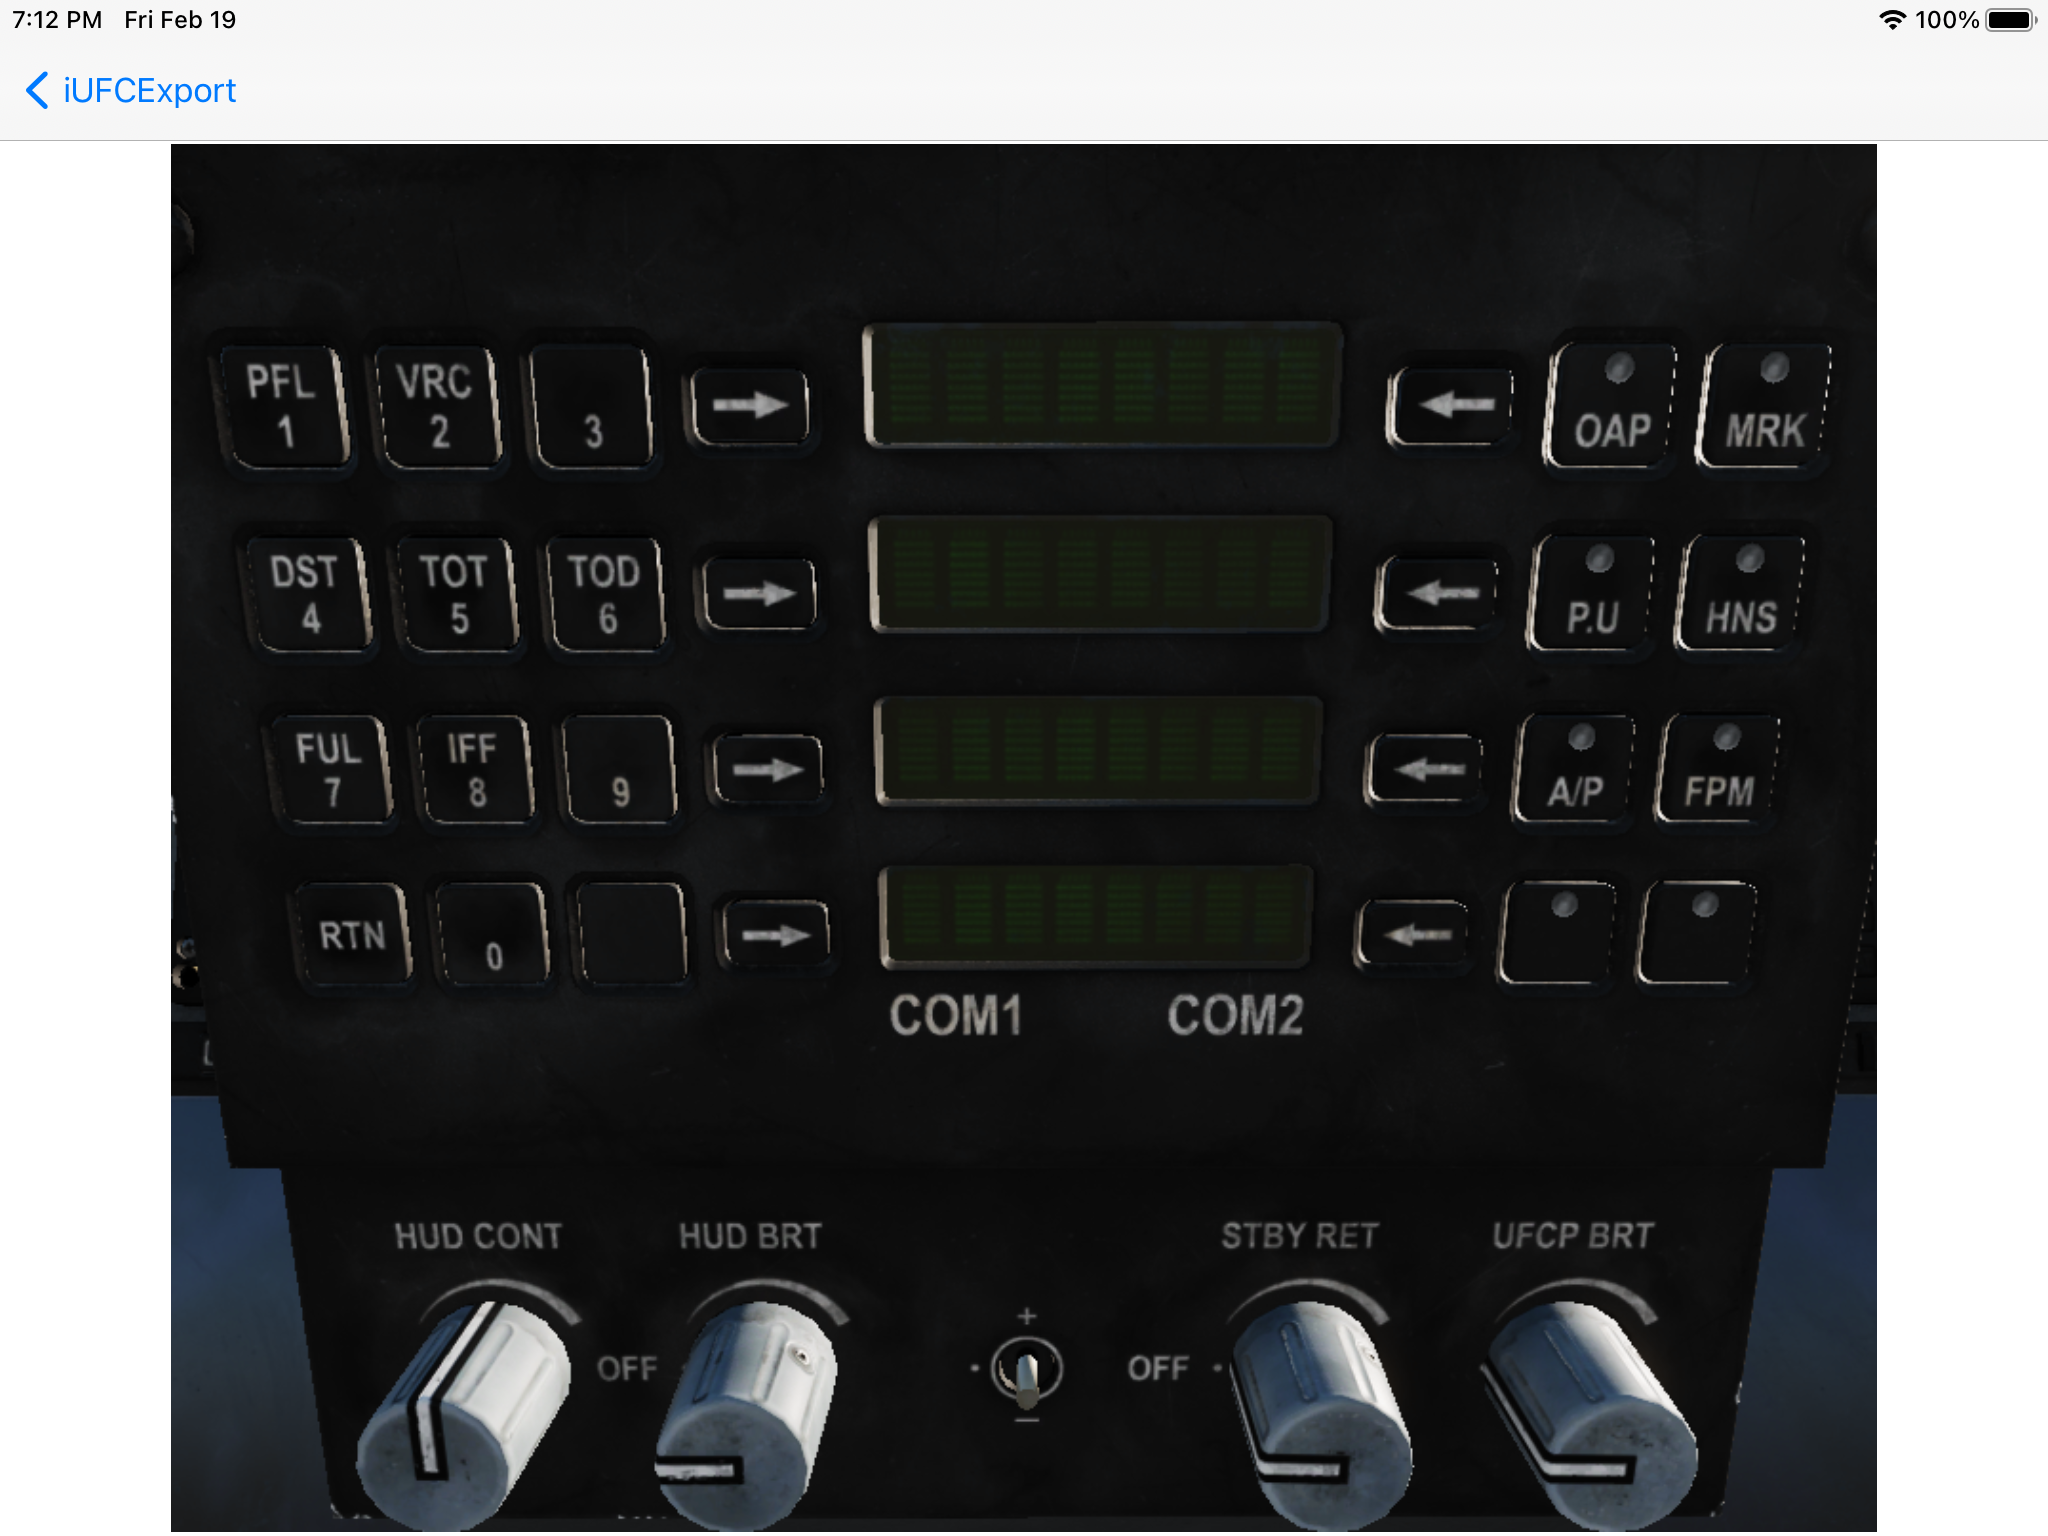 7:12 PM Fri Feb 19 100%
iUFCExport
PFL VRC OAP MRK
1 2 3
DST TOT TOD
4 5 6 P.U HNS
FUL IFF
7 8 9 A/P FPM
RTN 0
COM1 COM2
HUD CONT HUD BRT STBY RET UFCP BRT
+
OFF OFF
—